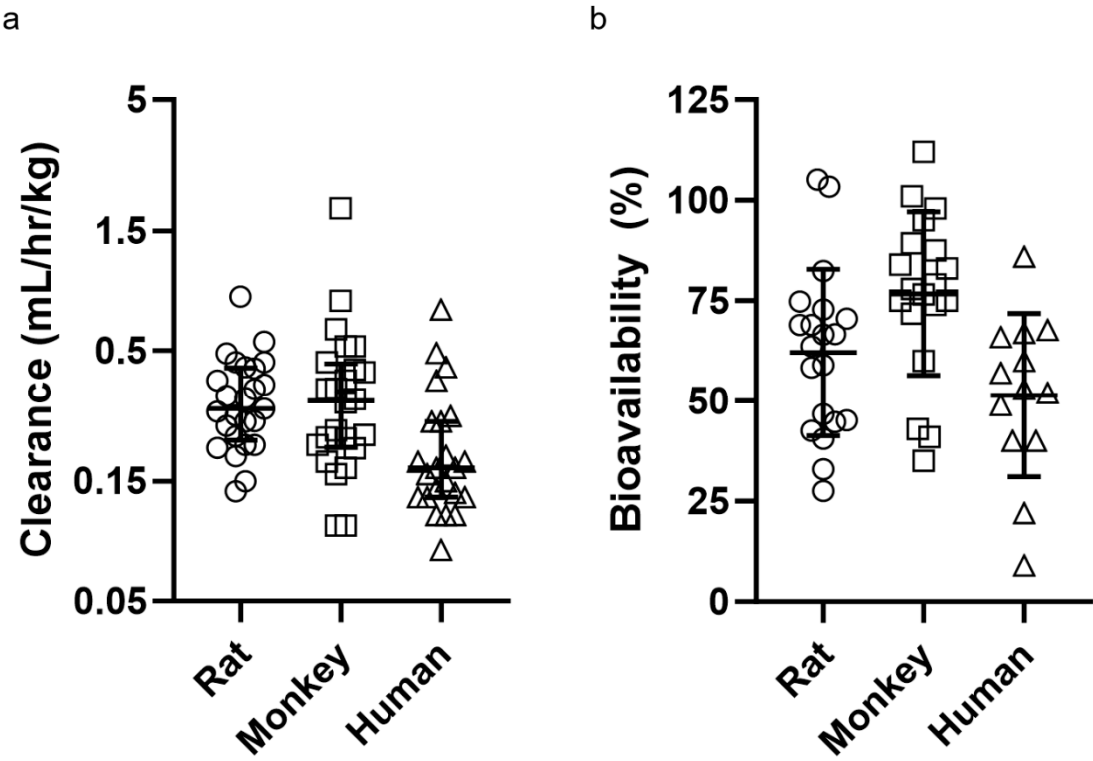 a
Clearance (mL/hr/kg)
5
1.5
0.5
0.15
0.05
Rat
Monkey
Human
b
Bioavailability (%)
125
100
75
50
25
0
Rat
Monkey
Human